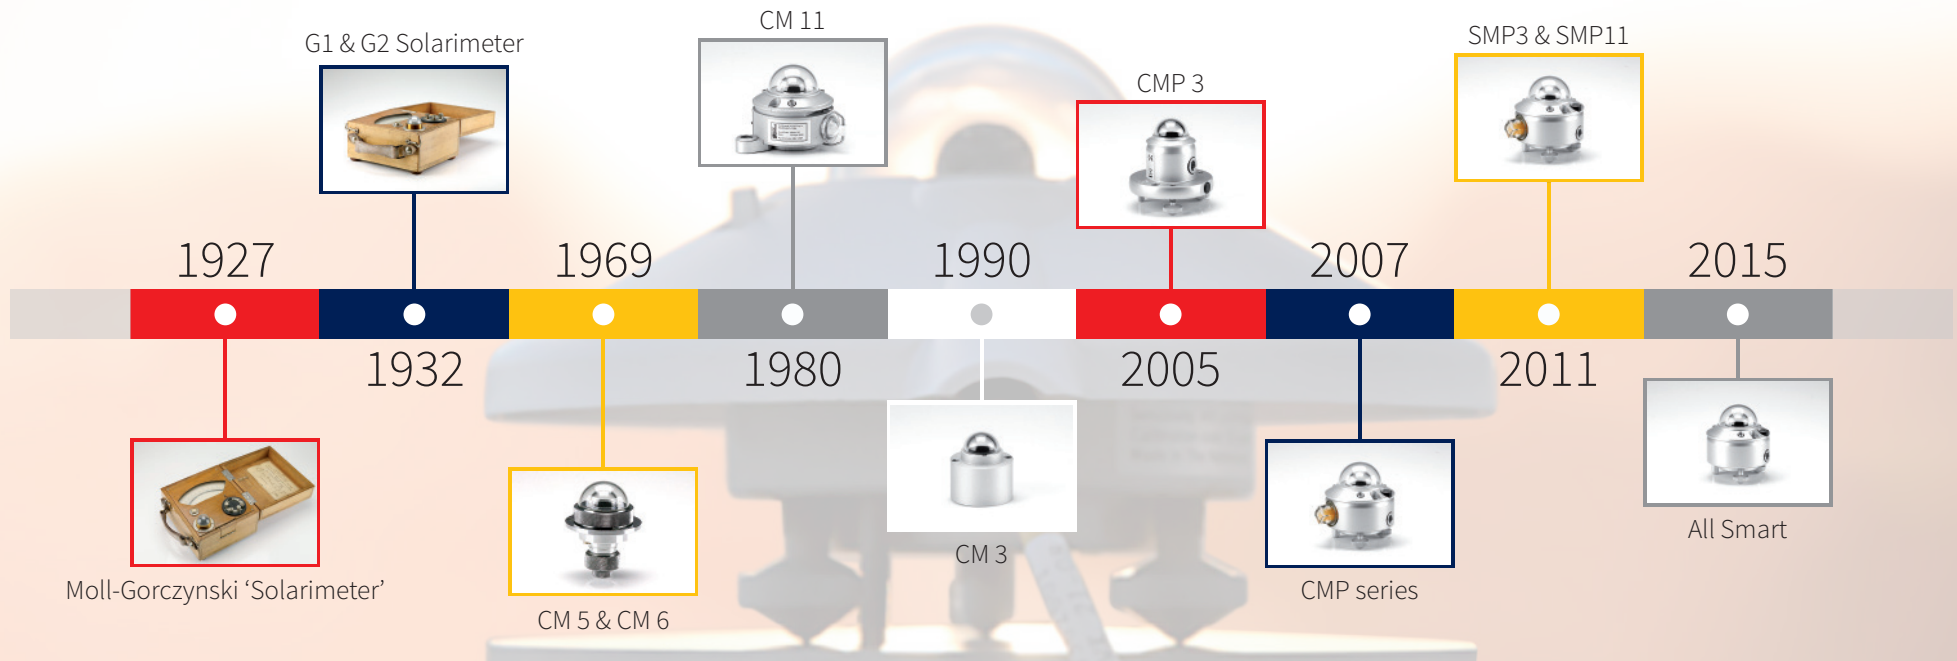 CM 11
SMP3 & SMP11
G1 & G2 Solarimeter
CMP 3
1927
1969
1990
2007
2015
1932
1980
2005
2011
All Smart
CM 3
Moll-Gorczynski ‘Solarimeter’
CMP series
CM 5 & CM 6